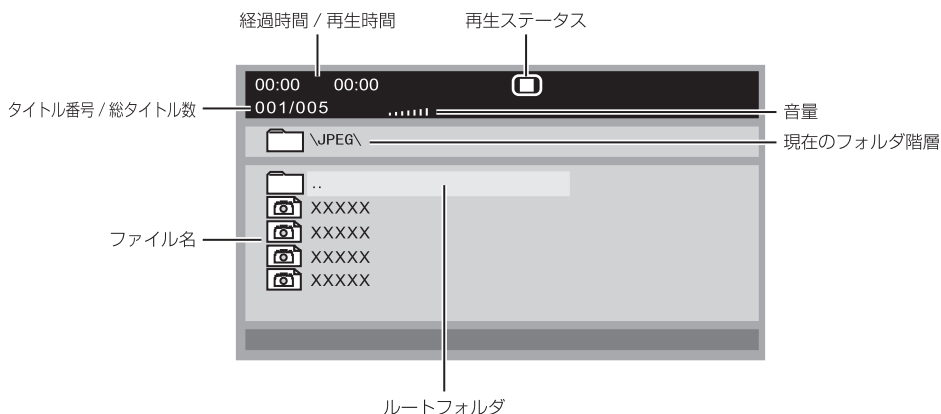 経過時間 / 再生時間
再生ステータス
00:00 00:00
タイトル番号 / 総タイトル数
001/005
音量
\JPEG\
現在のフォルダ階層
..
XXXXX
XXXXX
ファイル名
XXXXX
XXXXX
ルートフォルダ